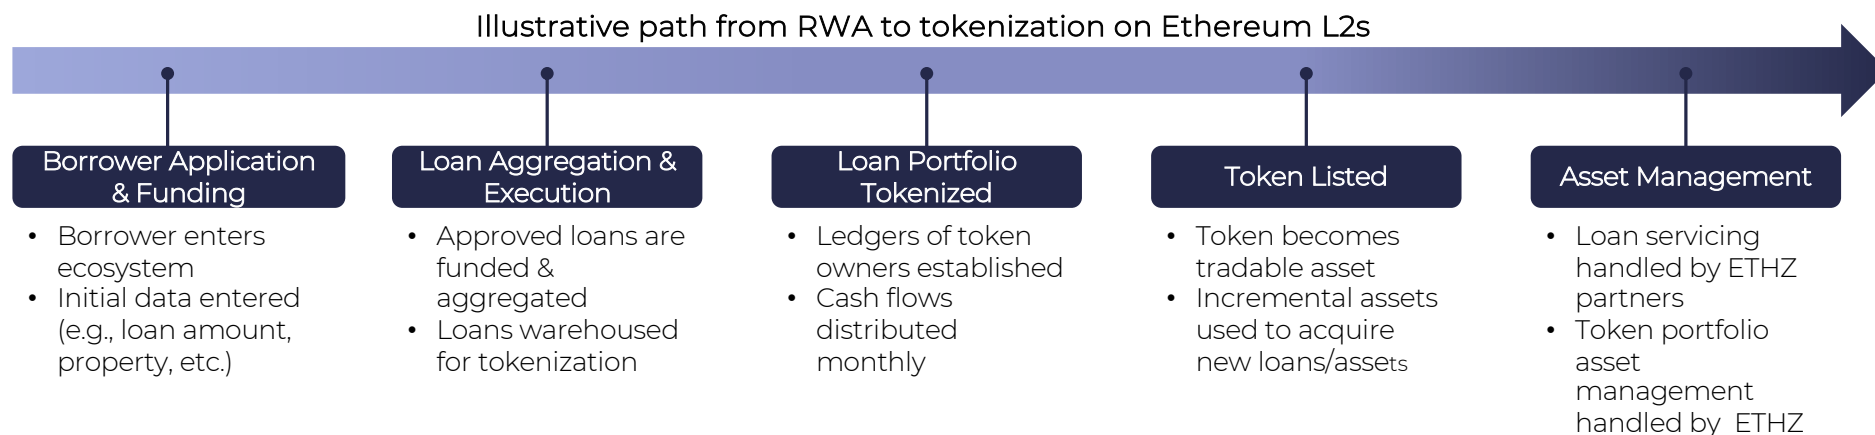 Illustrative path from RWA to tokenization on Ethereum L2s
Borrower Application
& Funding
• Borrower enters
ecosystem
• Initial data entered
(e.g., loan amount,
property, etc.)
Loan Aggregation &
Execution
• Approved loans are
funded &
aggregated
• Loans warehoused
for tokenization
Loan Portfolio
Tokenized
• Ledgers of token
owners established
• Cash flows
distributed
monthly
Token Listed
• Token becomes
tradable asset
• Incremental assets
used to acquire
new loans/assets
Asset Management
• Loan servicing
handled by ETHZ
partners
• Token portfolio
asset
management
handled by ETHZ